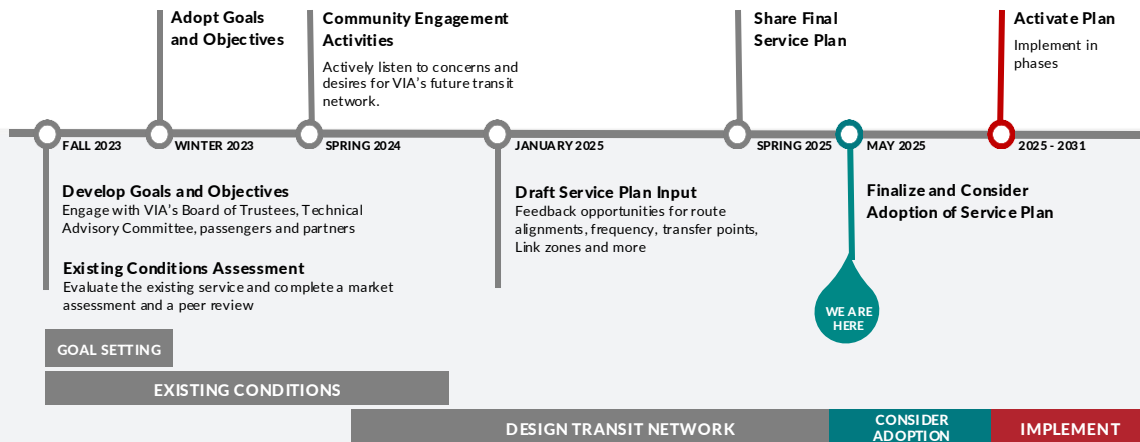 Adopt Goals
and Objectives
Community Engagement
Activities
Actively listen to concerns and
desires for VIA's future transit
network.
Share Final
Service Plan
Activate Plan
Implement in
phases
FALL 2023
WINTER 2023
SPRING 2024
JANUARY 2025
SPRING 2025
MAY 2025
2025 - 2031
Develop Goals and Objectives
Engage with VIA's Board of Trustees, Technical
Advisory Committee, passengers and partners
Existing Conditions Assessment
Evaluate the existing service and complete a market
assessment and a peer review
Draft Service Plan Input
Feedback opportunities for route
alignments, frequency, transfer points,
Link zones and more
Finalize and Consider
Adoption of Service Plan
WE ARE
HERE
GOAL SETTING
EXISTING CONDITIONS
DESIGN TRANSIT NETWORK
CONSIDER
ADOPTION
IMPLEMENT